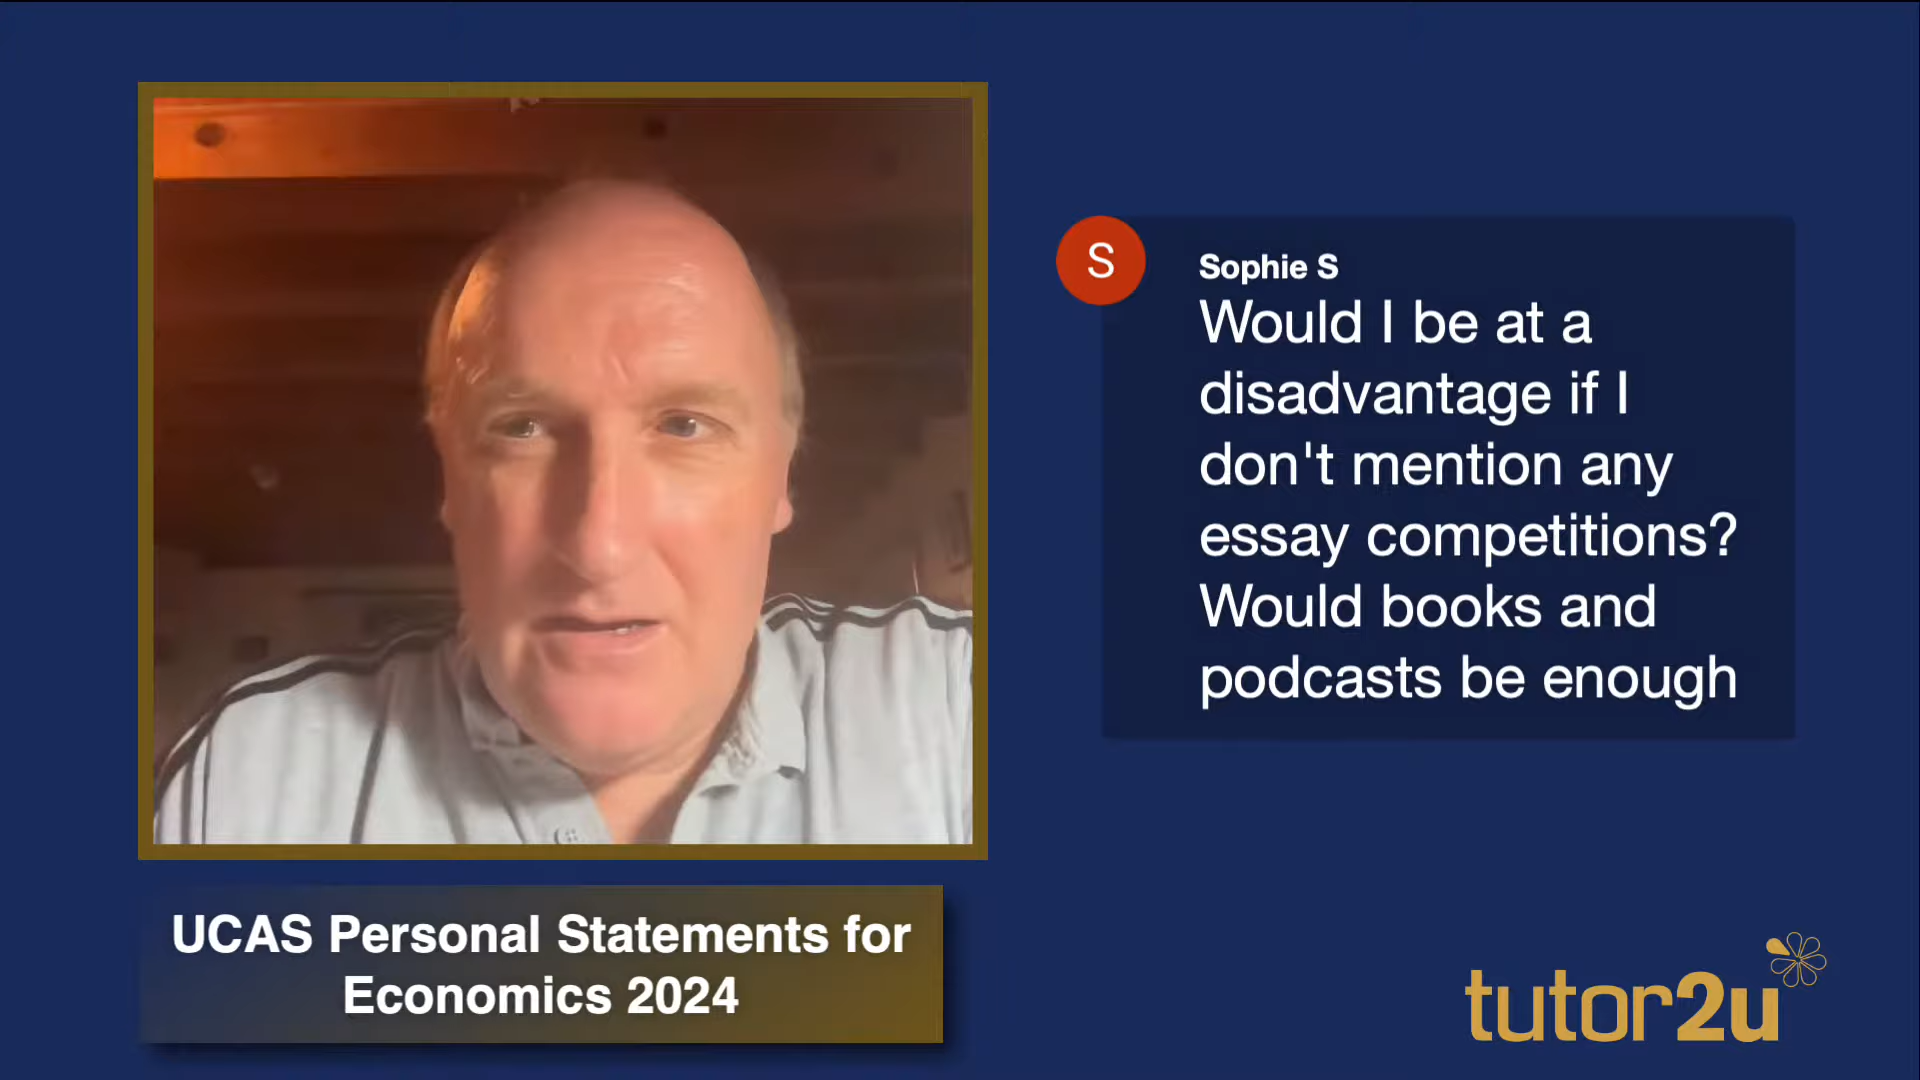 S
Sophie S
Would I be at a
disadvantage if I
don't mention any
essay competitions?
Would books and
podcasts be enough
UCAS Personal Statements for
Economics 2024
tutor2u